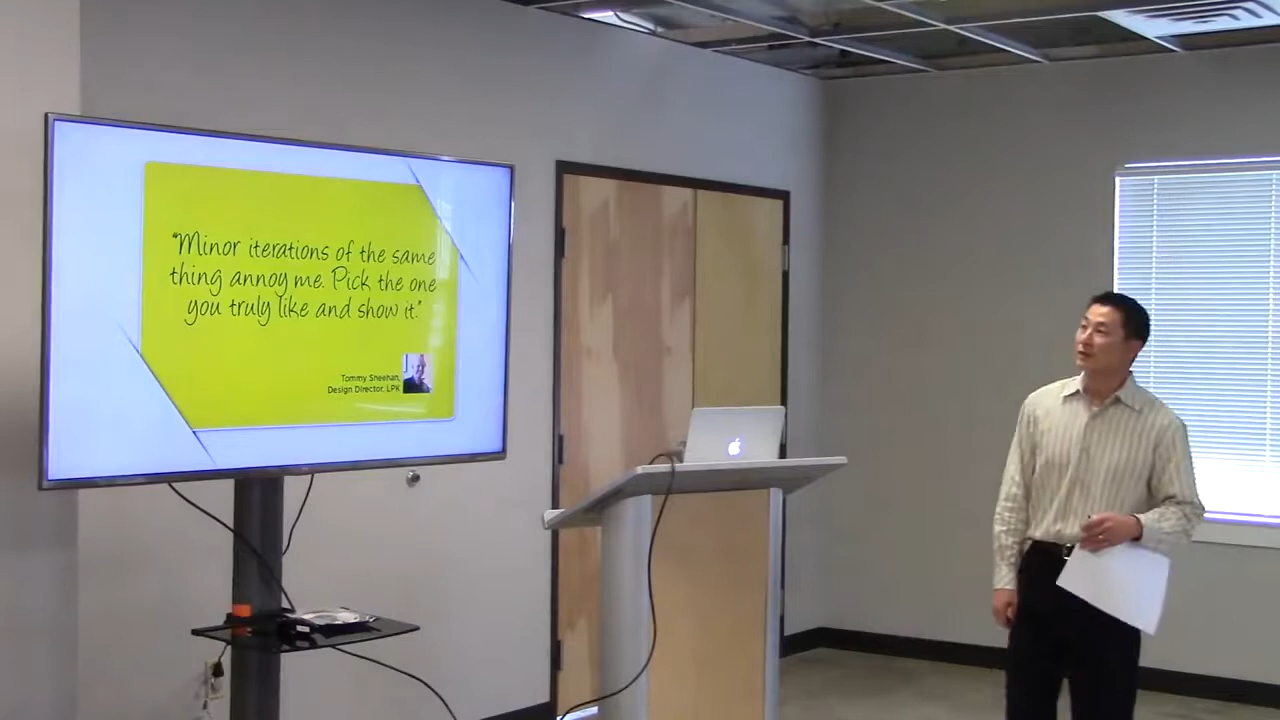 "Minor iterations of the same
thing annoy me. Pick the one
you truly like and show it."
Tommy Sheehan,
Design Director, LPK